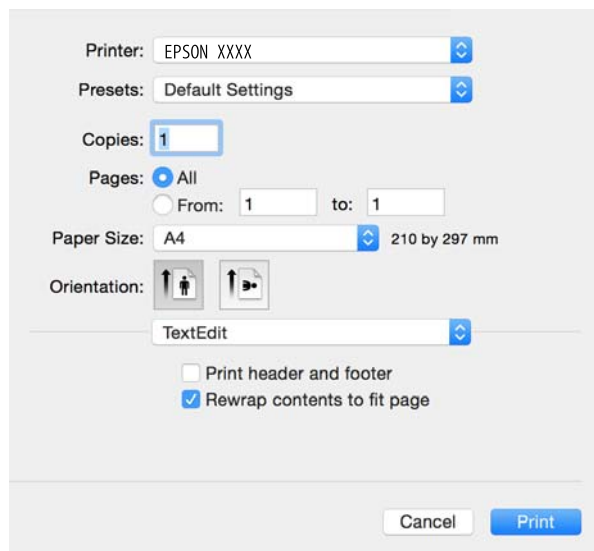 Printer: EPSON XXXX
Presets: Default Settings
Copies: 1
Pages: All
From: 1 to: 1
Paper Size: A4 210 by 297 mm
Orientation:
TextEdit
Print header and footer
Rewrap contents to fit page
Cancel Print